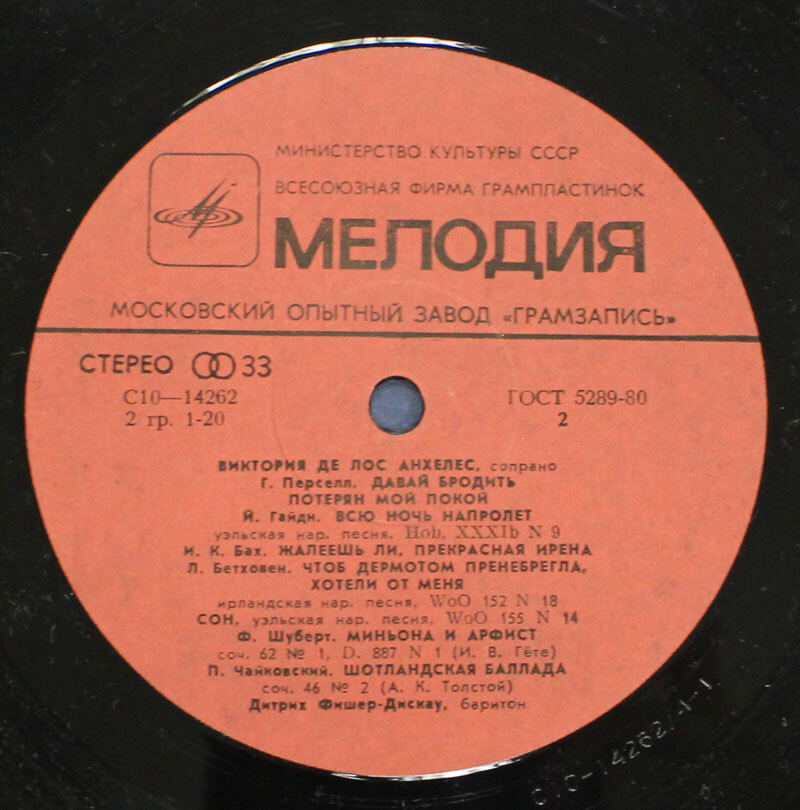 МИНИСТЕРСТВО КУЛЬТУРЫ СССР
ВСЕСОЮЗНАЯ ФИРМА ГРАМПЛАСТИНОК
МЕЛОДИЯ
МОСКОВСКИЙ ОПЫТНЫЙ ЗАВОД «ГРАМЗАПИСЬ»
СТЕРЕО 33
С10—14262
ГОСТ 5289-80
2 гр. 1-20
2
ВИКТОРИЯ ДЕ ЛОС АНХЕЛЕС, сопрано
Г. Перселл. ДАВАЙ БРОДИТЬ
ПОТЕРЯН МОЙ ПОКОЙ
Й. Гайдн. ВСЮ НОЧЬ НАПРОЛЕТ
уэльская нар. песня. Hob. XXXIb N 9
И. К. Бах. ЖАЛЕЕШЬ ЛИ, ПРЕКРАСНАЯ ИРЕНА
Л. Бетховен. ЧТОБ ДЕРМОТОМ ПРЕНЕБРЕГЛА,
ХОТЕЛИ ОТ МЕНЯ
ирландская нар. песня, WoO 152 N 18
СОН, уэльская нар. песня, WoO 155 N 14
Ф. Шуберт. МИНЬОНА И АРФИСТ
соч. 62 № 1, D. 887 N 1 (И. В. Гёте)
П. Чайковский. ШОТЛАНДСКАЯ БАЛЛАДА
соч. 46 № 2 (А. К. Толстой)
Дитрих Фишер-Дискау, баритон